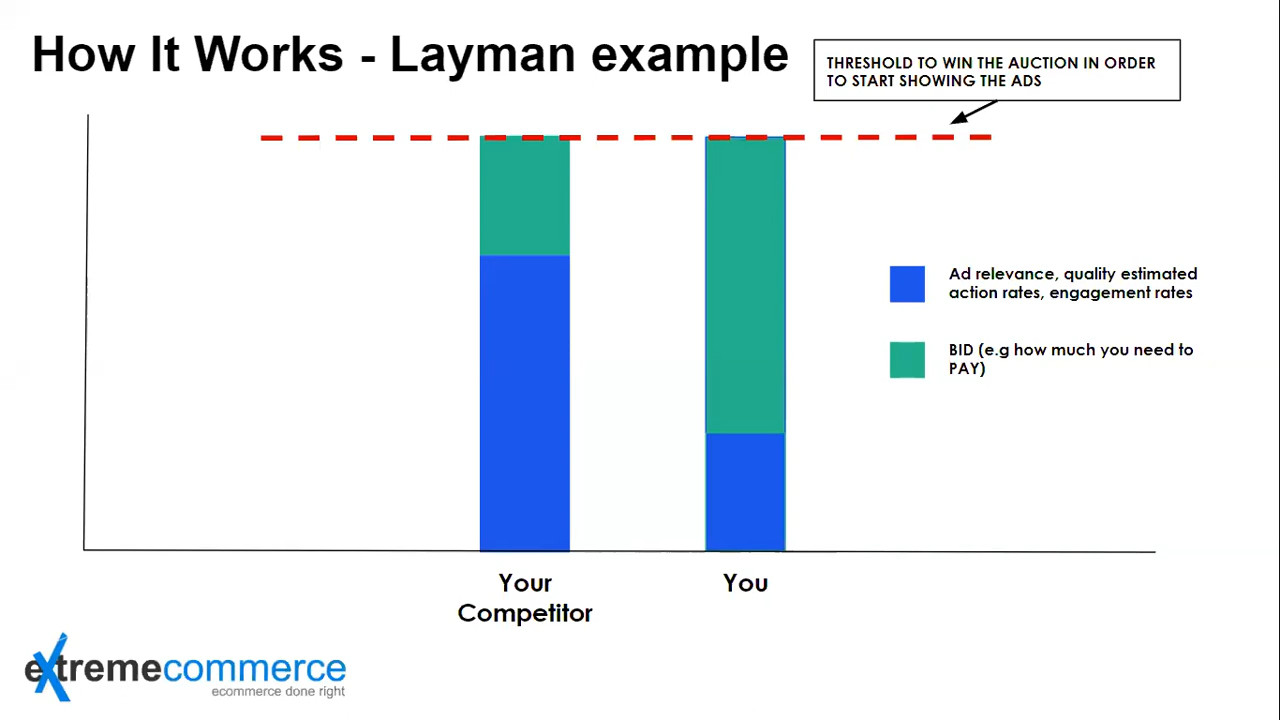 How It Works - Layman example
THRESHOLD TO WIN THE AUCTION IN ORDER
TO START SHOWING THE ADS
Ad relevance, quality estimated
action rates, engagement rates
BID (e.g how much you need to
PAY)
Your
Competitor
You
extremecommerce
ecommerce done right